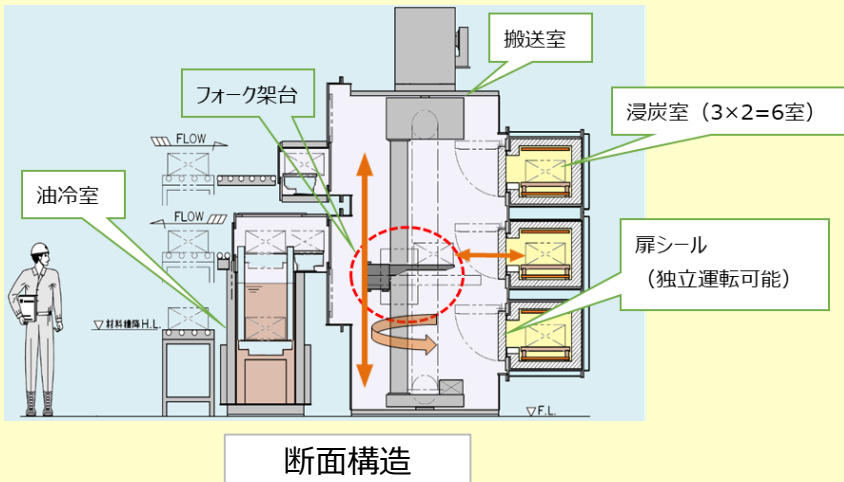 搬送室
フォーク架台
浸炭室（3×2=6室）
FLOW
油冷室
FLOW
扉シール
（独立運転可能）
▽材料積降H.L.
▽F.L.
断面構造